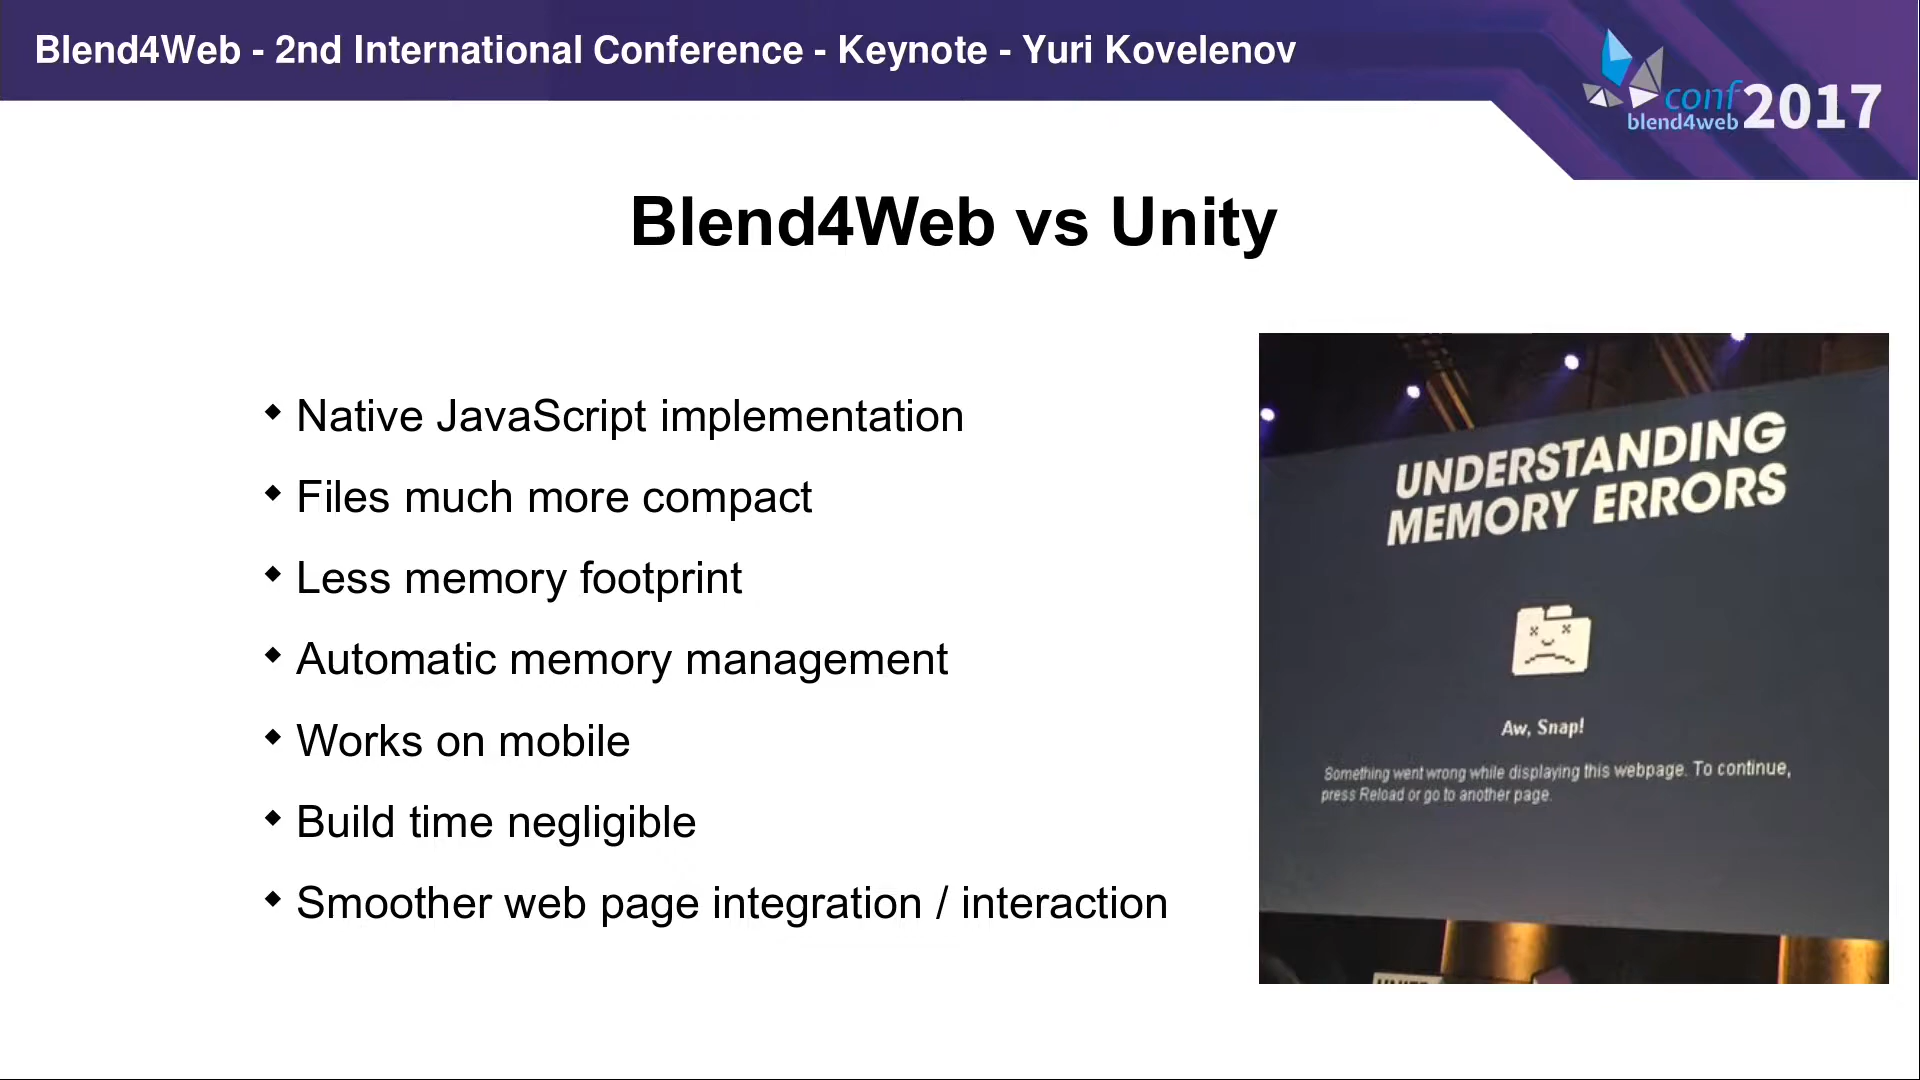 Blend4Web - 2nd International Conference - Keynote - Yuri Kovelenov
conf
blend4web 2017
Blend4Web vs Unity
Native JavaScript implementation
Files much more compact
Less memory footprint
Automatic memory management
Works on mobile
Build time negligible
Smoother web page integration / interaction
UNDERSTANDING
MEMORY ERRORS
Aw, Snap!
Something went wrong while displaying this webpage. To continue,
press Reload or go to another page.